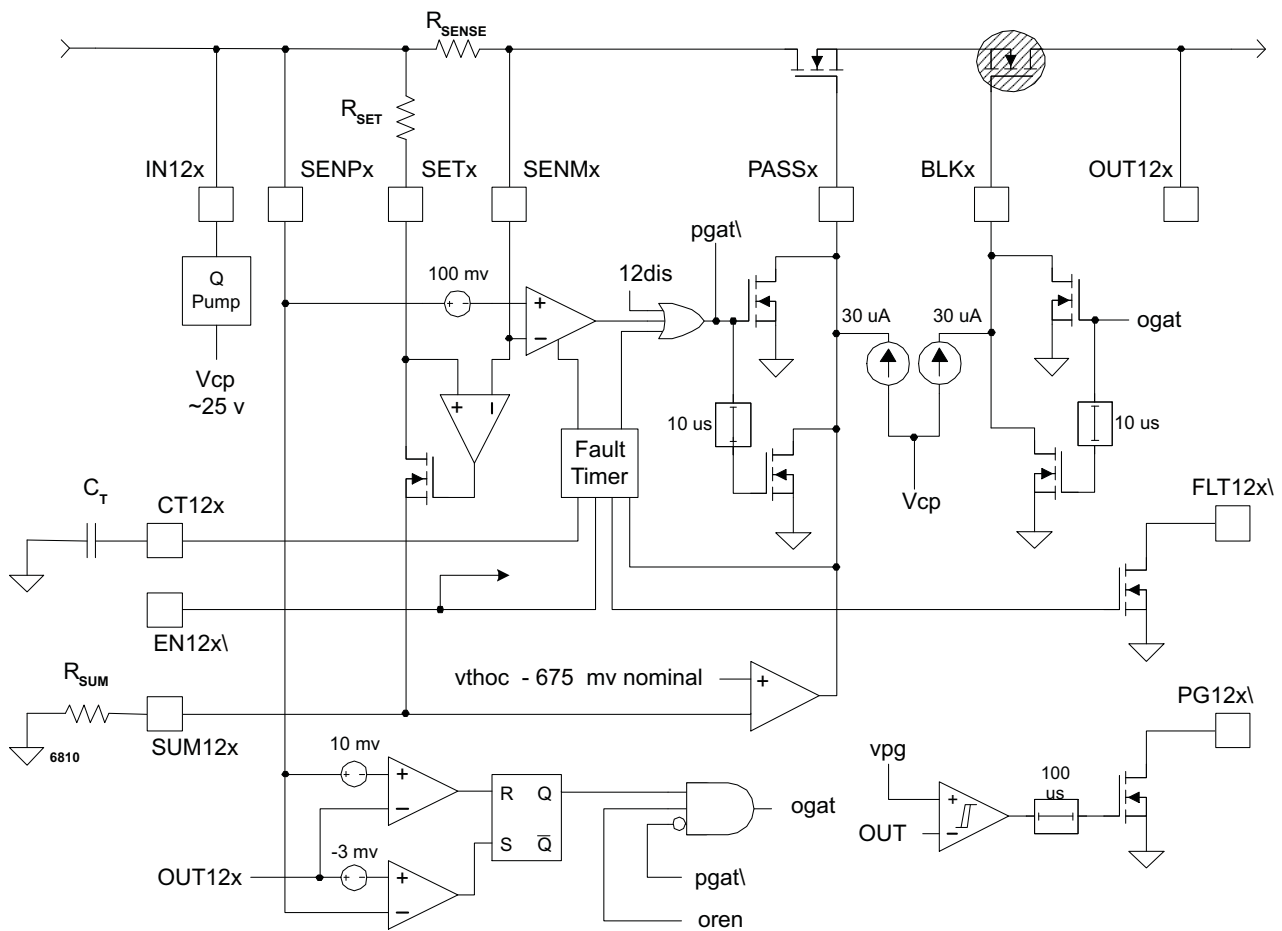 RSENSE
RSET
IN12x
SENPx
SETx
SENMx
PASSx
BLKx
OUT12x
pgat\
12dis
100 mv
+ -
Q
Pump
+
−
30 uA
30 uA
ogat
Vcp
~25 v
+
−
10 us
10 us
Fault
Timer
Vcp
CT
CT12x
FLT12x\
EN12x\
RSUM
vthoc - 675 mv nominal
+
PG12x\
6810
SUM12x
10 mv
+ -
+
−
R
Q
S
Q̅
ogat
vpg
100
us
+
−
OUT
-3 mv
+ -
OUT12x
+
−
pgat\
oren